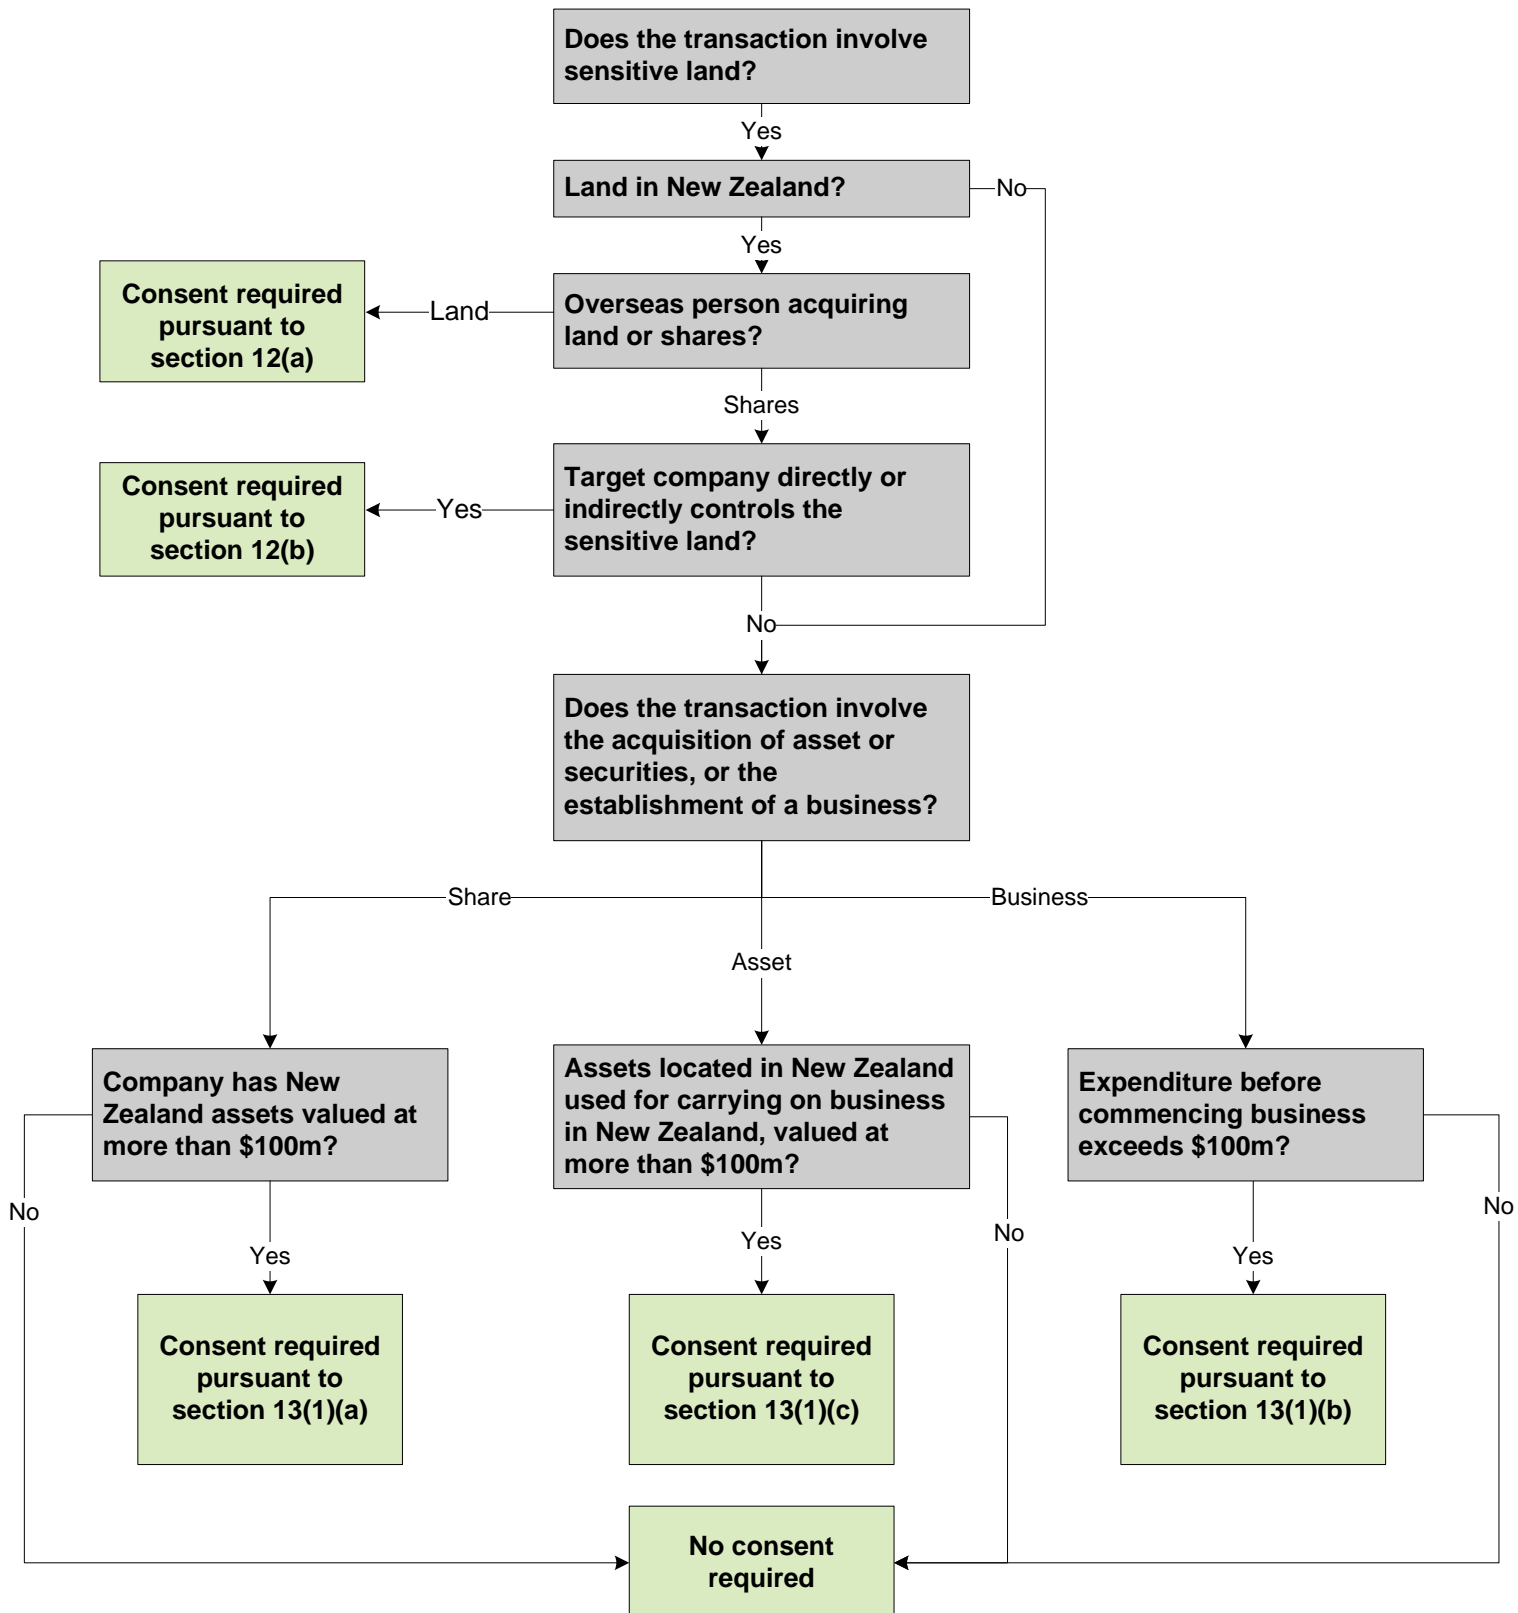 Does the transaction involve
sensitive land?
Yes
Land in New Zealand?
No
Yes
Consent required
pursuant to
section 12(a)
Land
Overseas person acquiring
land or shares?
Shares
Consent required
pursuant to
section 12(b)
Yes
Target company directly or
indirectly controls the
sensitive land?
No
Does the transaction involve
the acquisition of asset or
securities, or the
establishment of a business?
Share
Business
Asset
Company has New
Zealand assets valued at
more than $100m?
Assets located in New Zealand
used for carrying on business
in New Zealand, valued at
more than $100m?
Expenditure before
commencing business
exceeds $100m?
No
Yes
Yes
No
Yes
No
Consent required
pursuant to
section 13(1)(a)
Consent required
pursuant to
section 13(1)(c)
Consent required
pursuant to
section 13(1)(b)
No consent
required